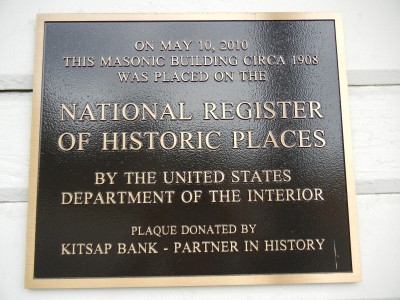 ON MAY 10, 2010
THIS MASONIC BUILDING CIRCA 1908
WAS PLACED ON THE
NATIONAL REGISTER
OF HISTORIC PLACES
BY THE UNITED STATES
DEPARTMENT OF THE INTERIOR
PLAQUE DONATED BY
KITSAP BANK - PARTNER IN HISTORY